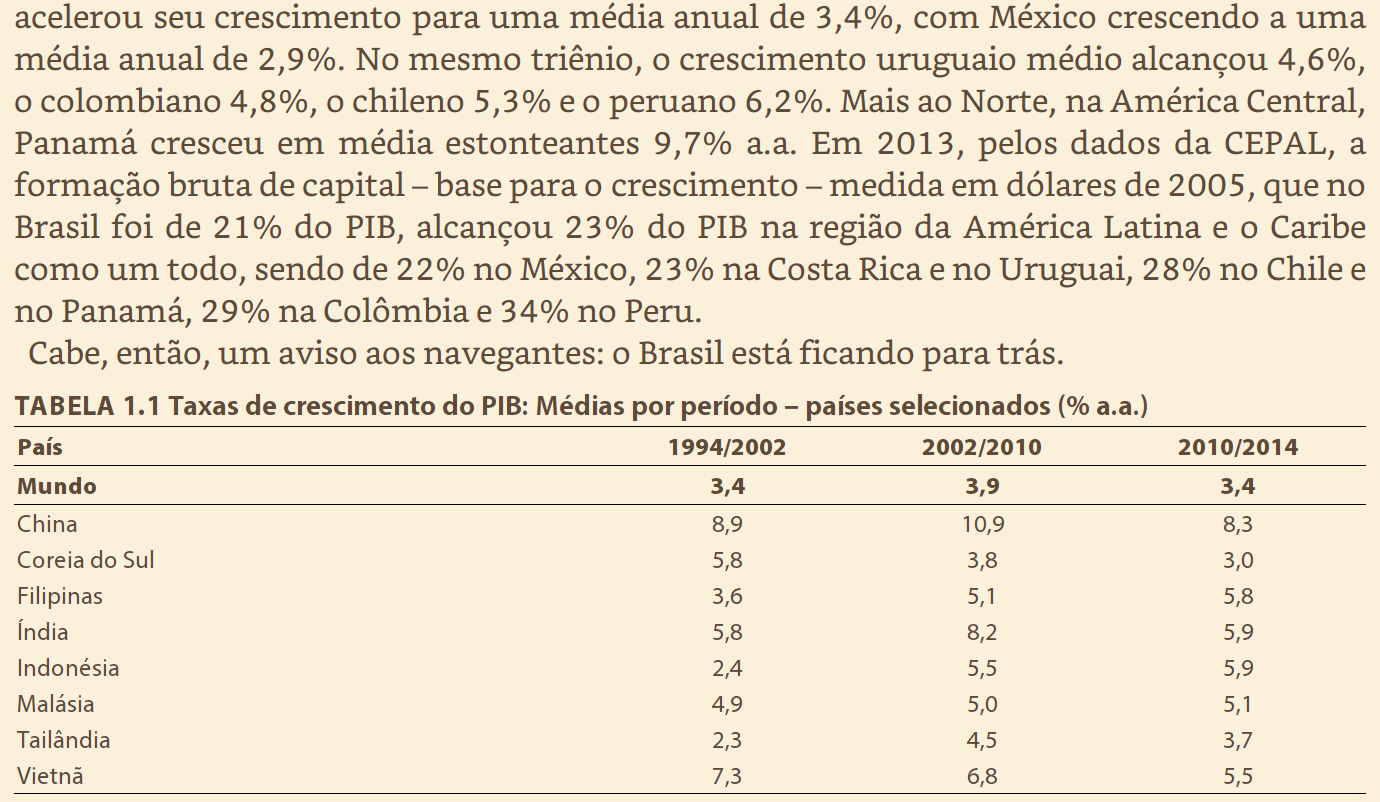 acelerou seu crescimento para uma média anual de 3,4%, com México crescendo a uma
média anual de 2,9%. No mesmo triênio, o crescimento uruguaio médio alcançou 4,6%,
o colombiano 4,8%, o chileno 5,3% e o peruano 6,2%. Mais ao Norte, na América Central,
Panamá cresceu em média estonteantes 9,7% a.a. Em 2013, pelos dados da CEPAL, a
formação bruta de capital – base para o crescimento – medida em dólares de 2005, que no
Brasil foi de 21% do PIB, alcançou 23% do PIB na região da América Latina e o Caribe
como um todo, sendo de 22% no México, 23% na Costa Rica e no Uruguai, 28% no Chile e
no Panamá, 29% na Colômbia e 34% no Peru.
Cabe, então, um aviso aos navegantes: o Brasil está ficando para trás.
TABELA 1.1 Taxas de crescimento do PIB: Médias por período – países selecionados (% a.a.)
País 1994/2002 2002/2010 2010/2014
Mundo 3,4 3,9 3,4
China 8,9 10,9 8,3
Coreia do Sul 5,8 3,8 3,0
Filipinas 3,6 5,1 5,8
Índia 5,8 8,2 5,9
Indonésia 2,4 5,5 5,9
Malásia 4,9 5,0 5,1
Tailândia 2,3 4,5 3,7
Vietnã 7,3 6,8 5,5